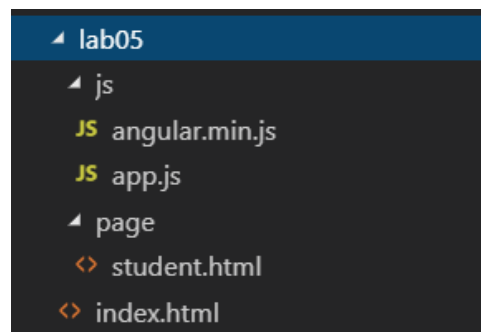 lab05
js
JS angular.min.js
JS app.js
page
<> student.html
<> index.html